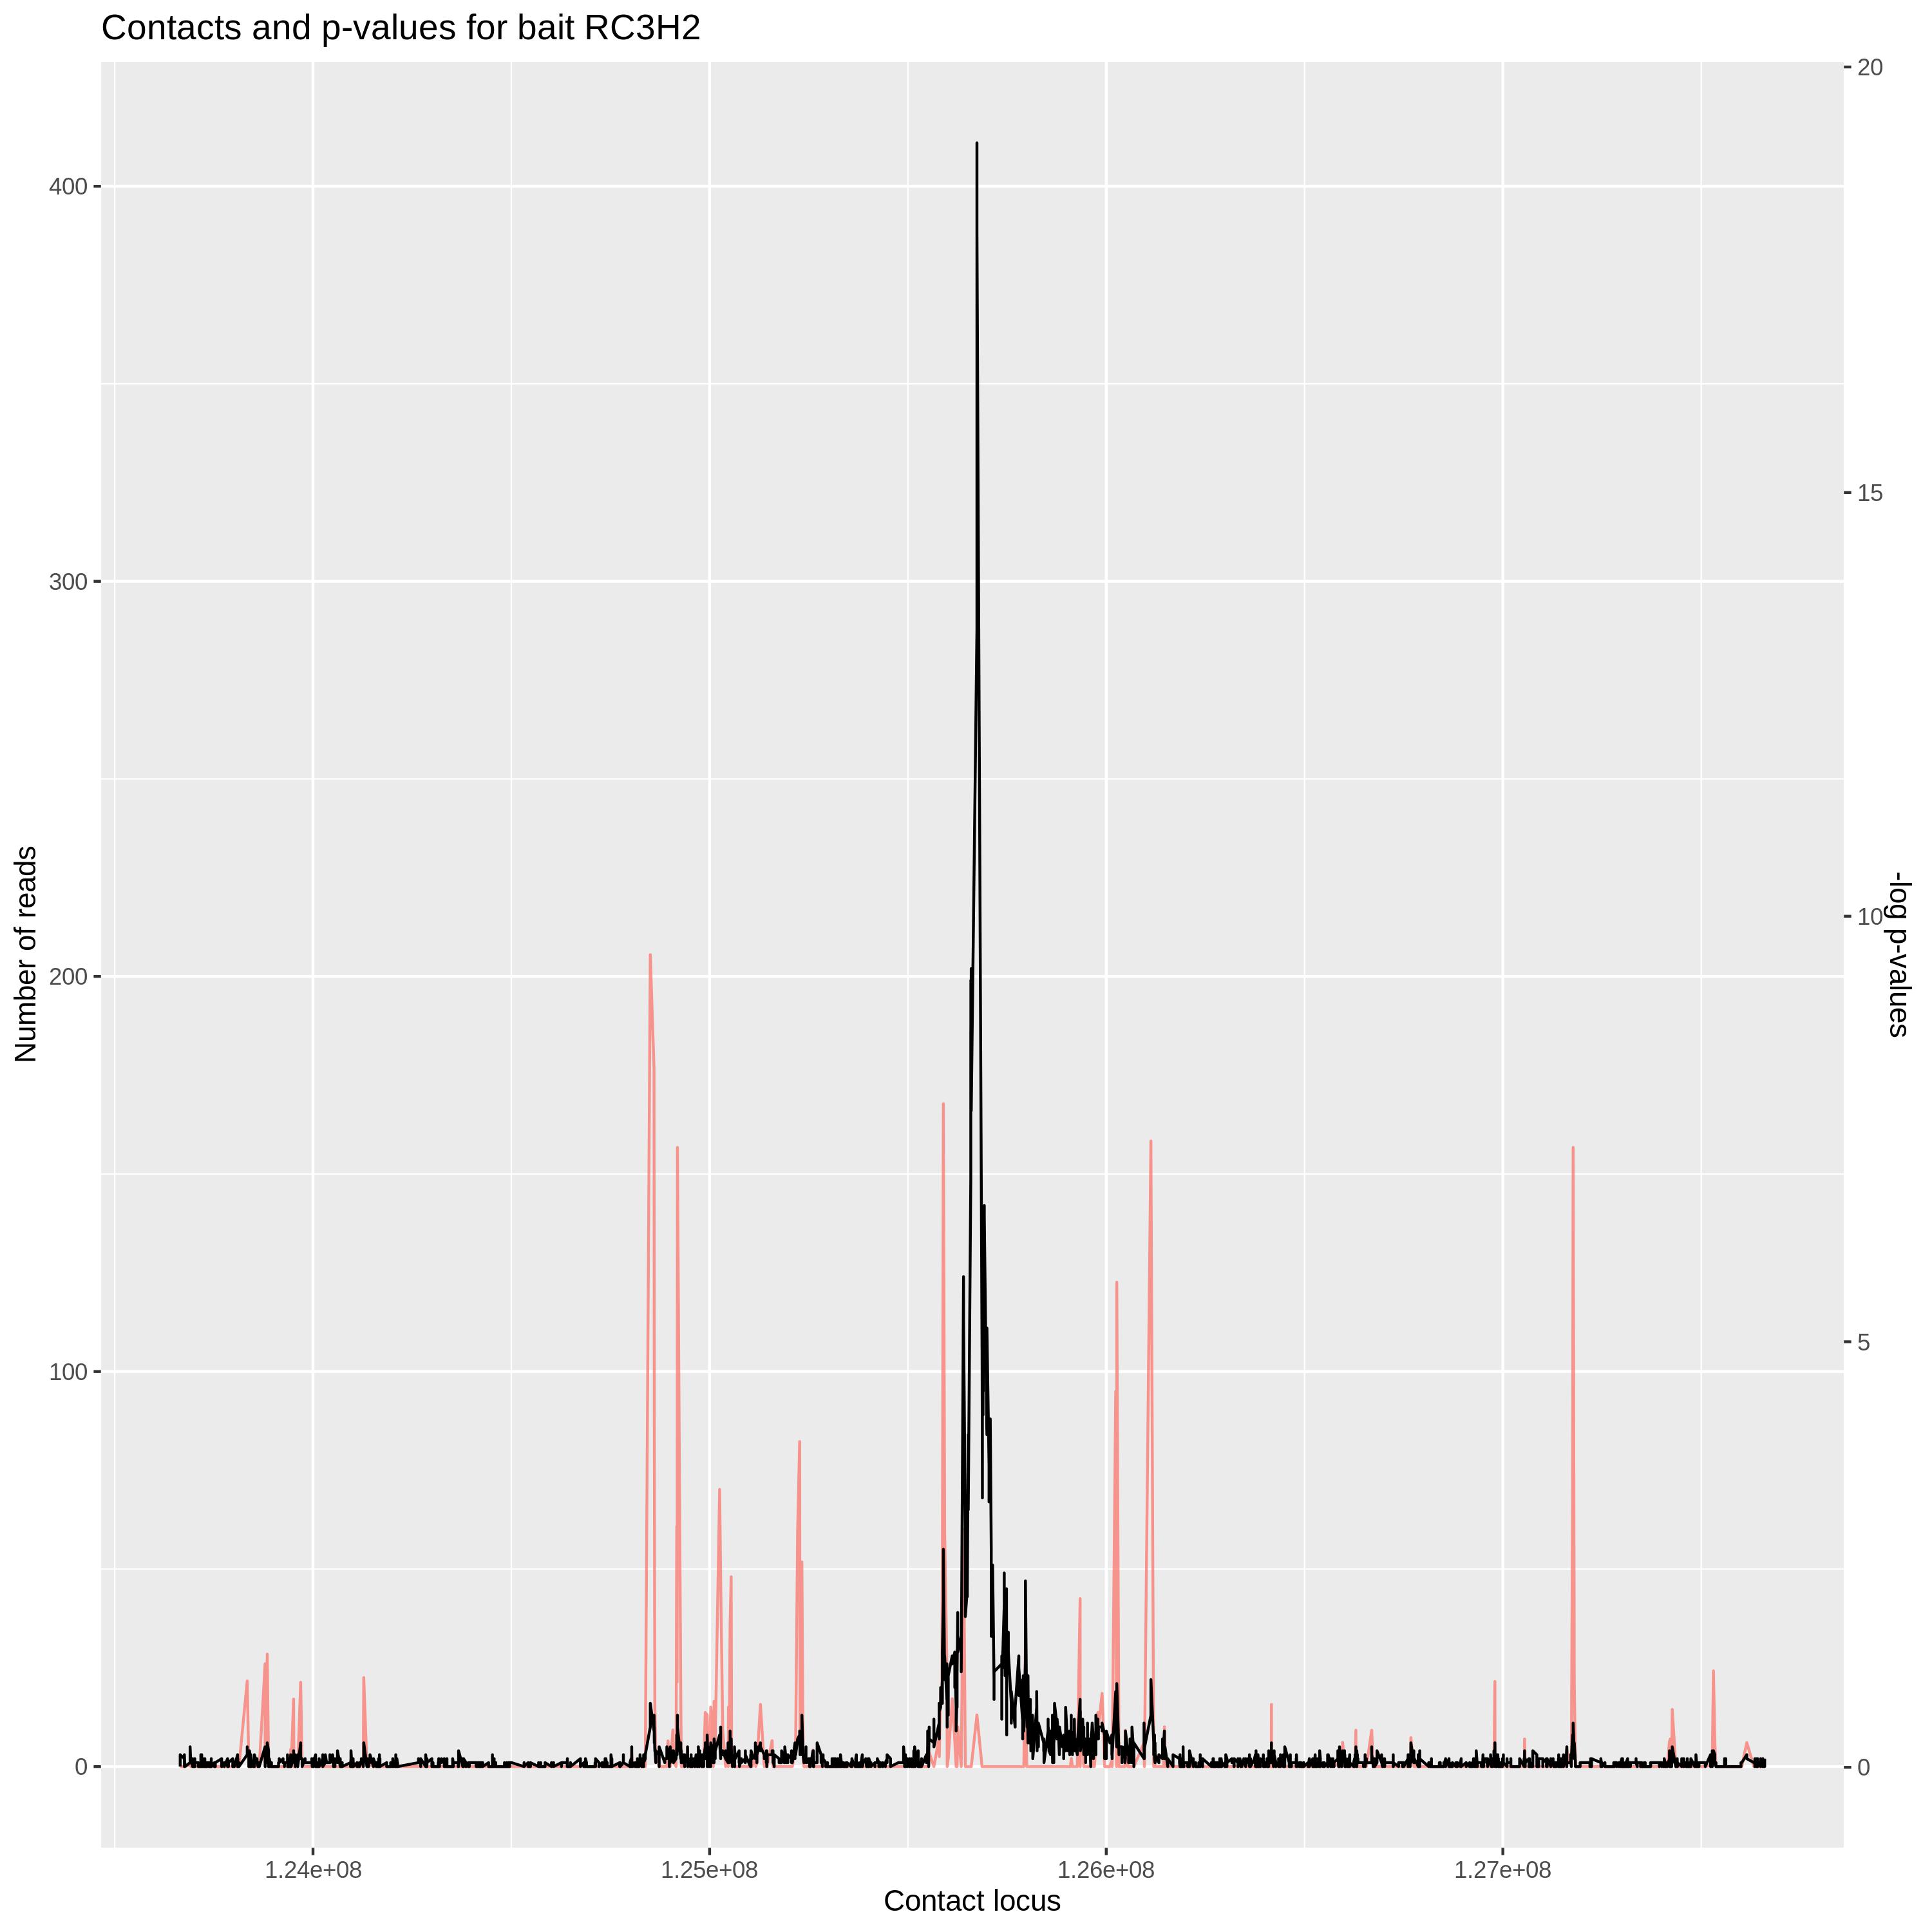 Contacts and p-values for bait RC3H2
400
300
200
100
0
Number of reads
20
15
10
5
0
-log p-values
1.24e+08
1.25e+08
1.26e+08
1.27e+08
Contact locus